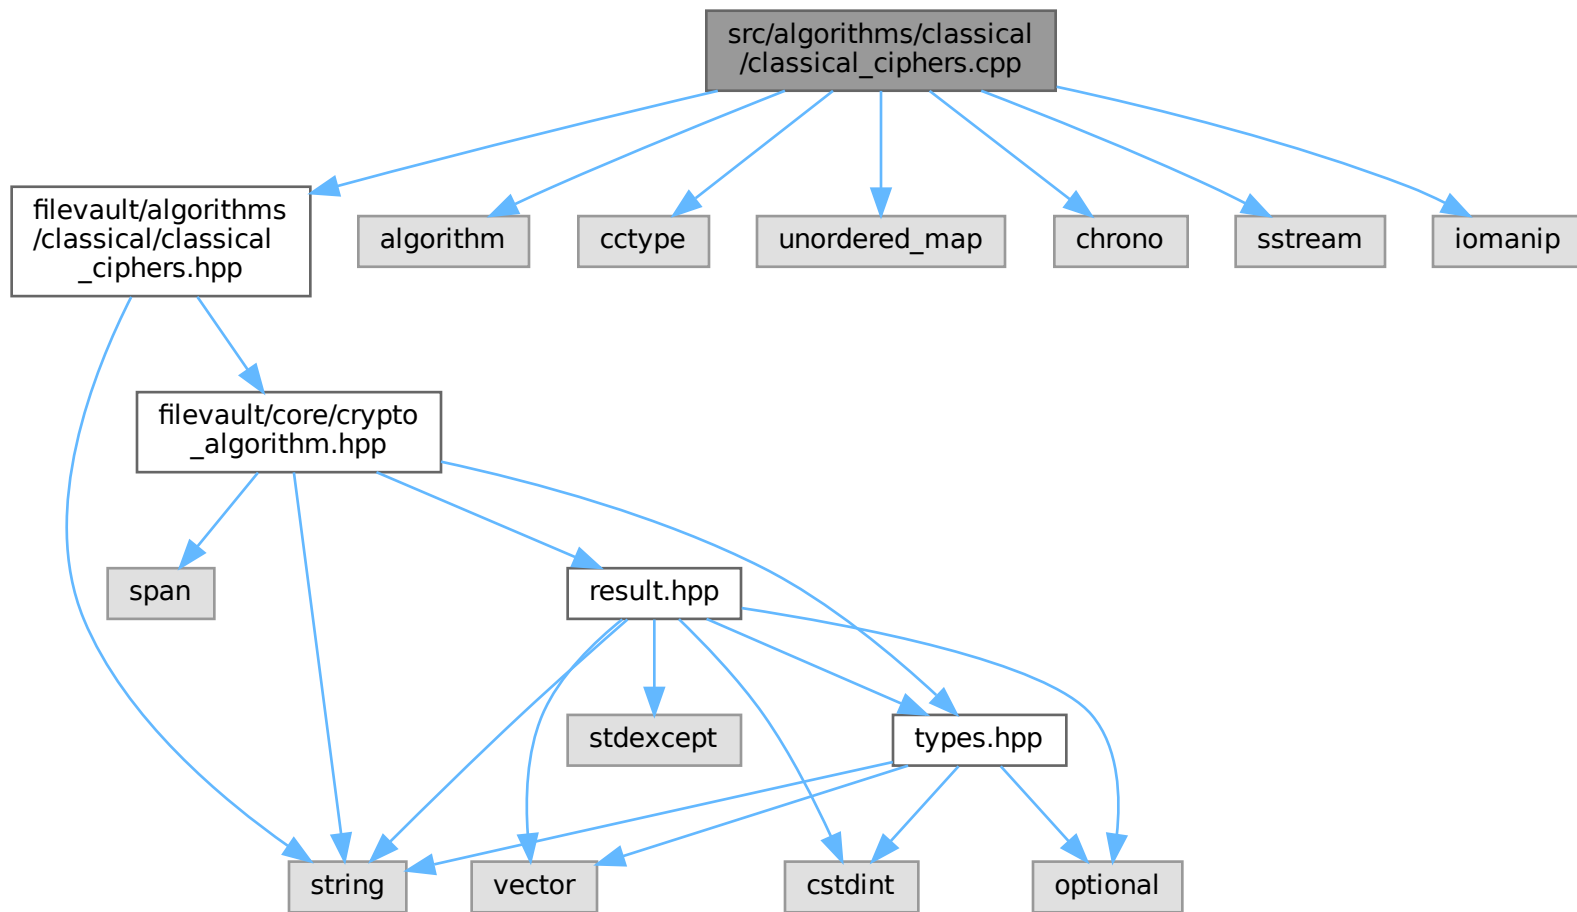 src/algorithms/classical
/classical_ciphers.cpp
filevault/algorithms
/classical/classical
_ciphers.hpp
algorithm
cctype
unordered_map
chrono
sstream
iomanip
filevault/core/crypto
_algorithm.hpp
span
result.hpp
stdexcept
types.hpp
string
vector
cstdint
optional